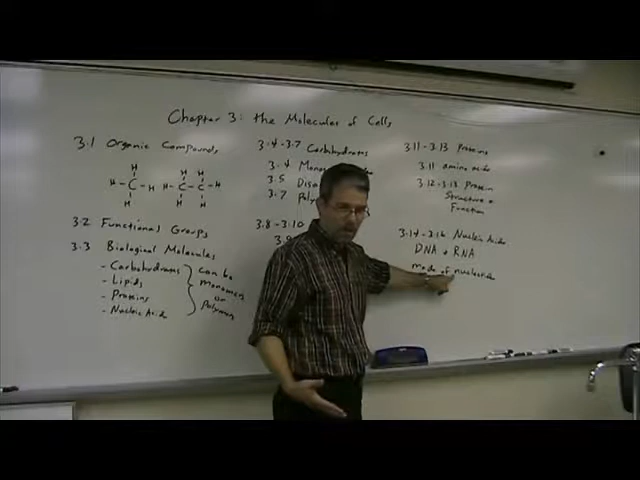 Chapter 3: the Molecules of Cells
3.1 Organic Compounds
H
H-C-H
H
H H
H-C-C-H
H H
3.2 Functional Groups
3.3 Biological Molecules
- Carbohydrates
- Lipids
- Proteins
- Nucleic Acids
can be
monomers
or
Polymers
3.4-3.7 Carbohydrates
3.4
3.5
3.7
3.8-3.10
3.11-3.13 Proteins
3.11 amino acids
3.12-3.13 Protein
Structure +
Function
3.14-3.16 Nucleic Acids
DNA + RNA
made of nucleotide